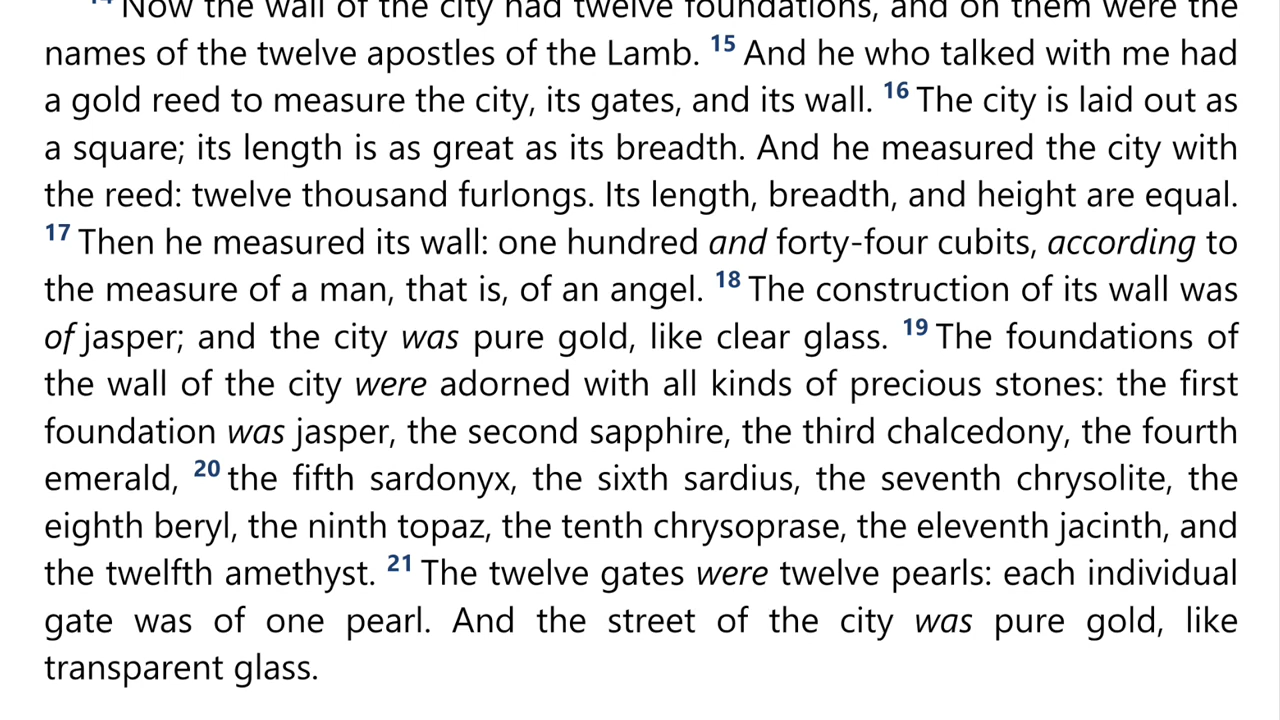 14 Now the wall of the city had twelve foundations, and on them were the
names of the twelve apostles of the Lamb. 15 And he who talked with me had
a gold reed to measure the city, its gates, and its wall. 16 The city is laid out as
a square; its length is as great as its breadth. And he measured the city with
the reed: twelve thousand furlongs. Its length, breadth, and height are equal.
17 Then he measured its wall: one hundred and forty-four cubits, according to
the measure of a man, that is, of an angel. 18 The construction of its wall was
of jasper; and the city was pure gold, like clear glass. 19 The foundations of
the wall of the city were adorned with all kinds of precious stones: the first
foundation was jasper, the second sapphire, the third chalcedony, the fourth
emerald, 20 the fifth sardonyx, the sixth sardius, the seventh chrysolite, the
eighth beryl, the ninth topaz, the tenth chrysoprase, the eleventh jacinth, and
the twelfth amethyst. 21 The twelve gates were twelve pearls: each individual
gate was of one pearl. And the street of the city was pure gold, like
transparent glass.